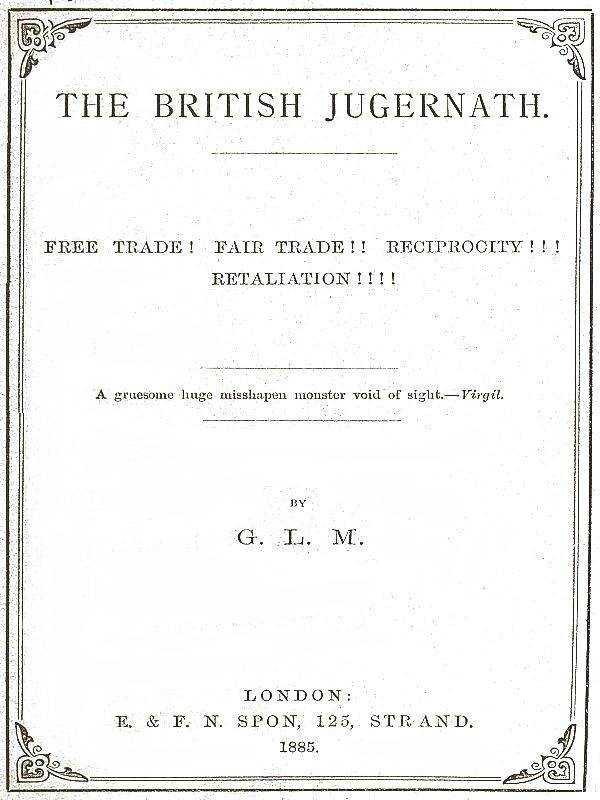 THE BRITISH JUGERNATH.
FREE TRADE! FAIR TRADE!! RECIPROCITY!!!
RETALIATION!!!!
A gruesome huge misshapen monster void of sight.—Virgil.
BY
G. L. M.
LONDON:
E. & F. N. SPON, 125, STRAND.
1885.